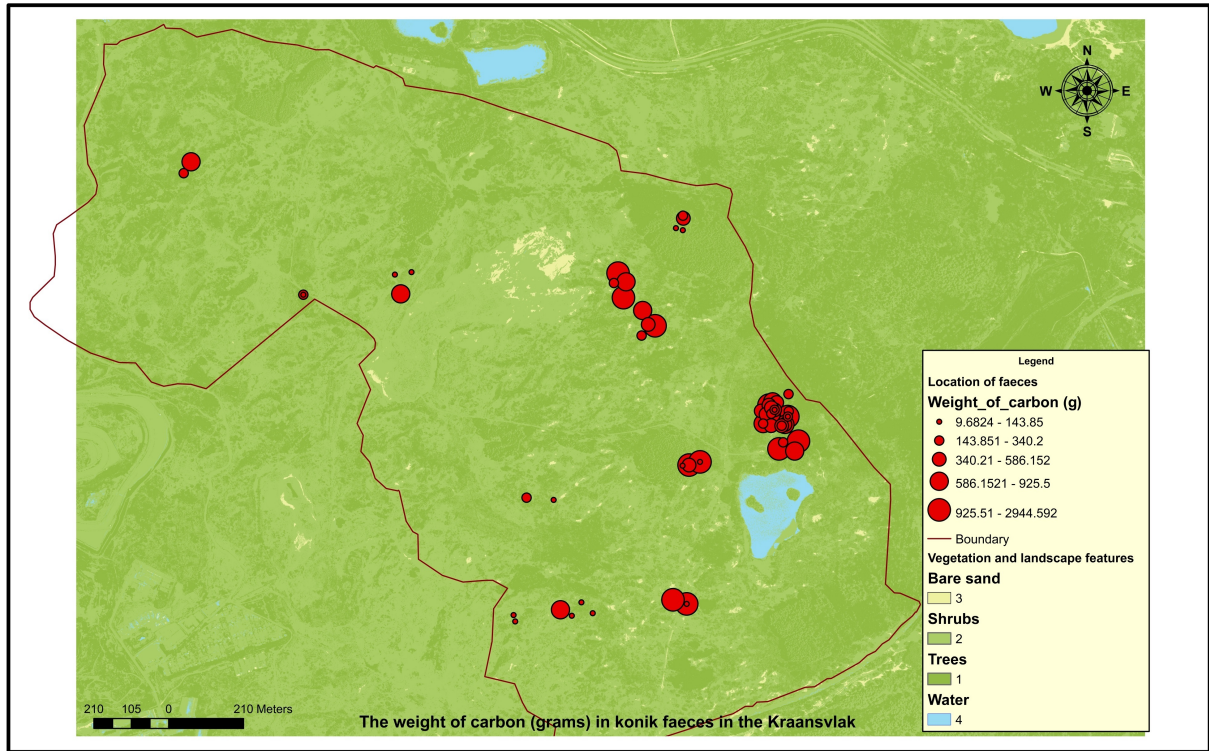 N
W E
S
Legend
Location of faeces
Weight_of_carbon (g)
9.6824 - 143.85
143.851 - 340.2
340.21 - 586.152
586.1521 - 925.5
925.51 - 2944.592
Boundary
Vegetation and landscape features
Bare sand
3
Shrubs
2
Trees
1
Water
4
210 105 0 210 Meters
The weight of carbon (grams) in konik faeces in the Kraansvlak